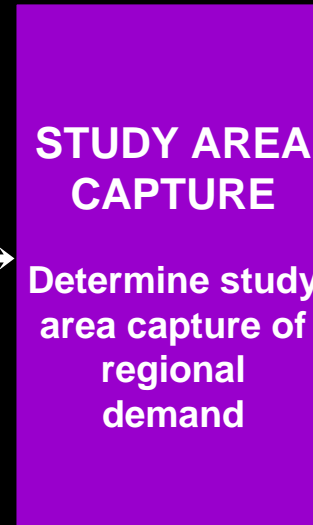 STUDY AREA
CAPTURE
Determine study
area capture of
regional
demand